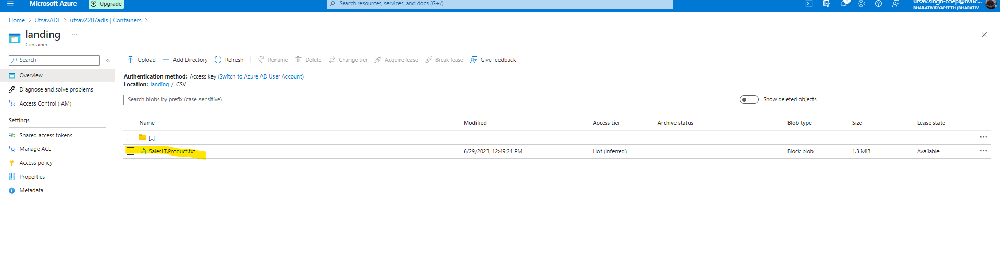 Microsoft Azure
Upgrade
Search resources, services, and docs (G+/)
utsav.singh-coep@bvuc...
BHARATIVIDYAPEETH (BHARATIV...
Home > UtsavADE > utsav2207adls | Containers >
landing ...
Container
Search
«
Overview
Diagnose and solve problems
Access Control (IAM)
Settings
Shared access tokens
Manage ACL
Access policy
Properties
Metadata
Upload Add Directory Refresh Rename Delete Change tier Acquire lease Break lease Give feedback
Authentication method: Access key (Switch to Azure AD User Account)
Location: landing / CSV
Search blobs by prefix (case-sensitive)
Show deleted objects
Name Modified Access tier Archive status Blob type Size Lease state
[..]
SalesLT.Product.txt 6/29/2023, 12:49:24 PM Hot (Inferred) Block blob 1.3 MiB Available